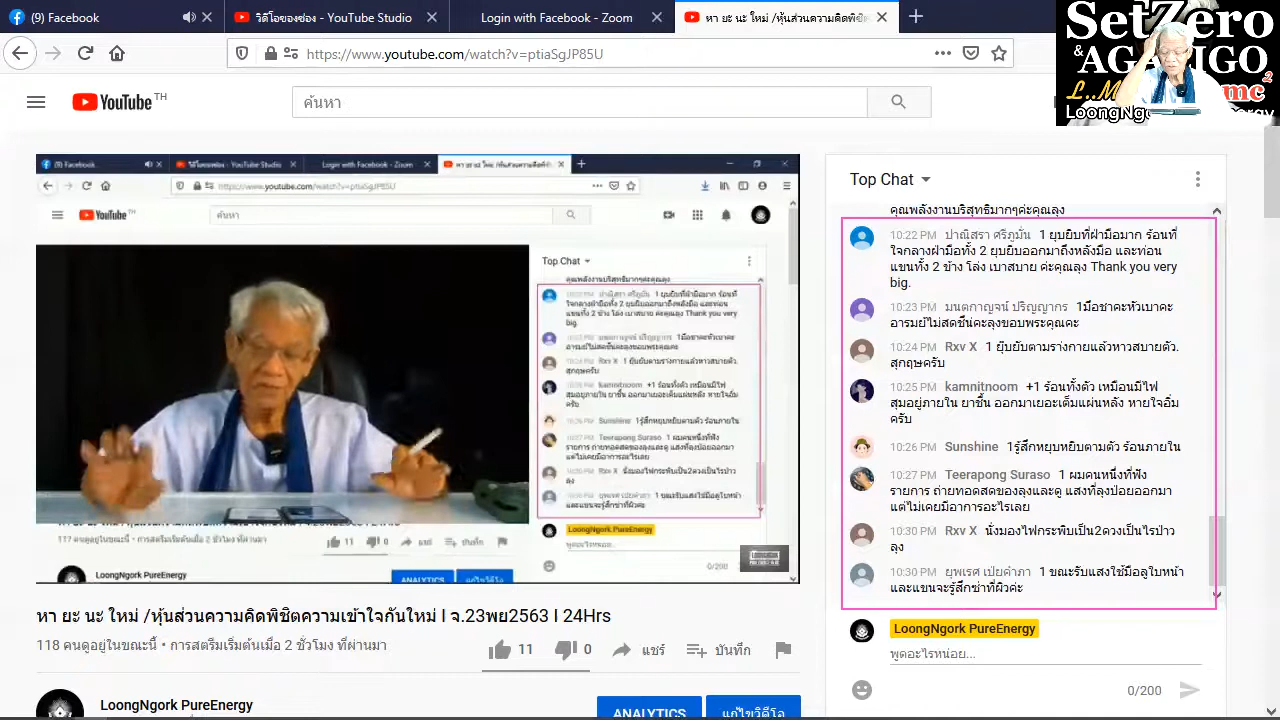 (9) Facebook
วิดีโอของช่อง - YouTube Studio
Login with Facebook - Zoom
หา ยะ นะ ใหม่ /หุ้นส่วนความคิดพิชิต
https://www.youtube.com/watch?v=ptiaSgJP85U
SetZero
&
LoongNg
YouTube TH
ค้นหา
Top Chat
คุณพลังงานบริสุทธิ์มากๆค่ะคุณลุง
10:22 PM ปาณิสรา ศรีภูมั่น 1 ยุบยิบที่ฝ่ามือมาก ร้อนที่
ใจกลางฝ่ามือทั้ง 2 ยุบยิบออกมาถึงหลังมือ และท่อน
แขนทั้ง 2 ข้าง โล่ง เบาสบาย ค่ะคุณลุง Thank you very
big.
10:23 PM มนตกาญจน์ ปริญญากร 1มือชาคะหัวเบาคะ
อารมย์ไม่สดชื่นค่ะลุงขอบพระคุณคะ
10:24 PM Rxv X 1 ยุบยิบตามร่างกายแล้วหาวสบายตัว.
สุกฤษครับ
10:25 PM kamnitnoom +1 ร้อนทั้งตัว เหมือนมีไฟ
สุมอยู่ภายใน ยาขึ้น ออกมาเยอะเต็มแผ่นหลัง หายใจอิ่ม
ครับ
10:26 PM Sunshine 1รู้สึกหยุบหยิบตามตัว ร้อนภายใน
10:27 PM Teerapong Suraso 1 ผมคนหนึ่งที่ฟัง
รายการ ถ่ายทอดสดของลุงและดู แสงที่ลุงปล่อยออกมา
แต่ไม่เคยมีอาการอะไรเลย
10:30 PM Rxv X นั่งมองไฟกระพับเป็น2ดวงเป็นไรป่าว
ลุง
10:30 PM ยุพเรศ เปียคำภา 1 ขณะรับแสงใช้มือลูบใบหน้า
และแขนจะรู้สึกซ่าที่ผิวค่ะ
LoongNgork PureEnergy
พูดอะไรหน่อย...
0/200
หา ยะ นะ ใหม่ /หุ้นส่วนความคิดพิชิตความเข้าใจกันใหม่ I จ.23พย2563 I 24Hrs
118 คนดูอยู่ในขณะนี้ • การสตรีมเริ่มต้นเมื่อ 2 ชั่วโมง ที่ผ่านมา
11
0
แชร์
บันทึก
LoongNgork PureEnergy
ANALYTICS
แก้ไขวิดีโอ